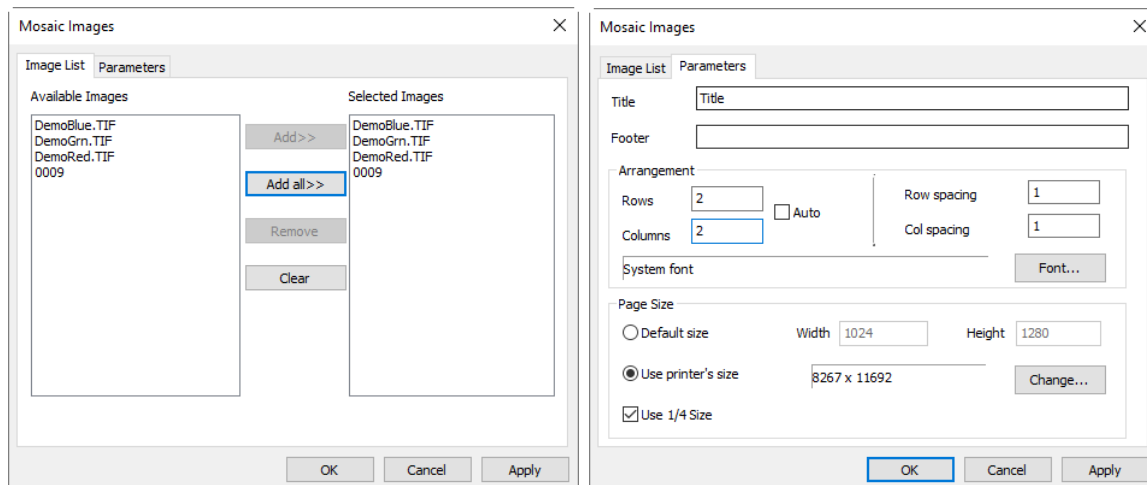 Mosaic Images
Image List Parameters
Available Images Selected Images
DemoBlue.TIF
DemoGrn.TIF
DemoRed.TIF
0009
Add>>
Add all>>
Remove
Clear
DemoBlue.TIF
DemoGrn.TIF
DemoRed.TIF
0009
OK Cancel Apply
Mosaic Images
Image List Parameters
Title Title
Footer
Arrangement
Rows 2
Columns 2
Auto
Row spacing 1
Col spacing 1
System font Font...
Page Size
Default size Width 1024 Height 1280
Use printer's size 8267 x 11692 Change...
Use 1/4 Size
OK Cancel Apply